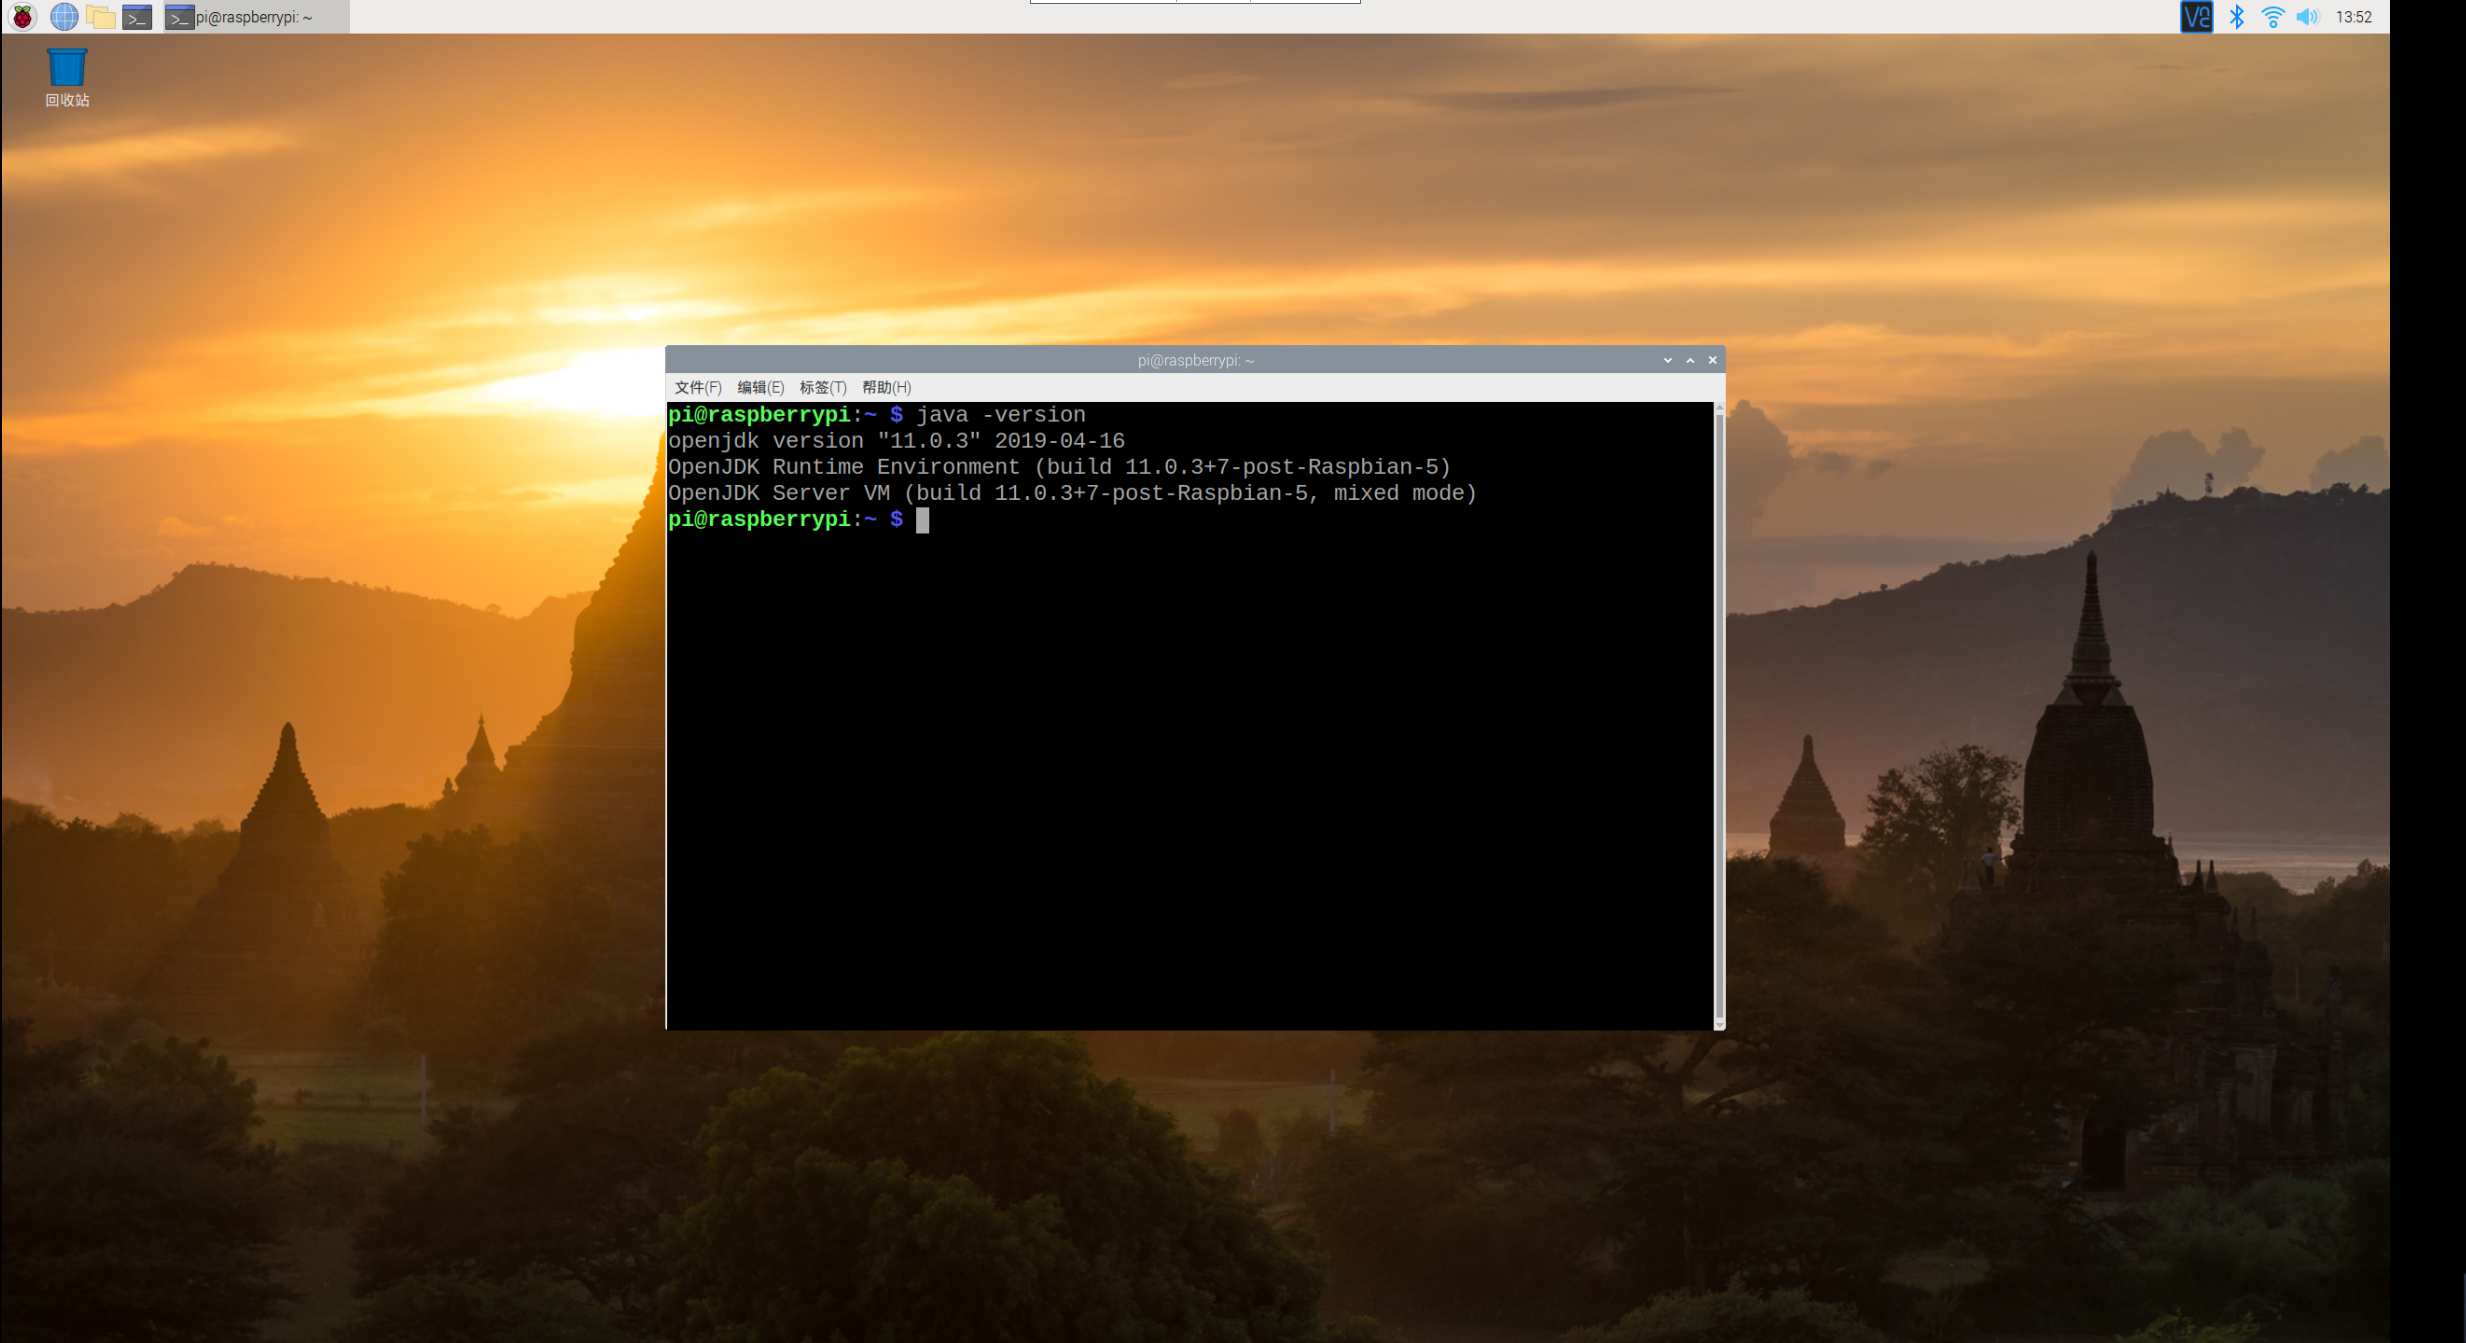 pi@raspberrypi: ~
13:52
回收站
pi@raspberrypi: ~
文件(F) 编辑(E) 标签(T) 帮助(H)
pi@raspberrypi:~ $ java -version
openjdk version "11.0.3" 2019-04-16
OpenJDK Runtime Environment (build 11.0.3+7-post-Raspbian-5)
OpenJDK Server VM (build 11.0.3+7-post-Raspbian-5, mixed mode)
pi@raspberrypi:~ $